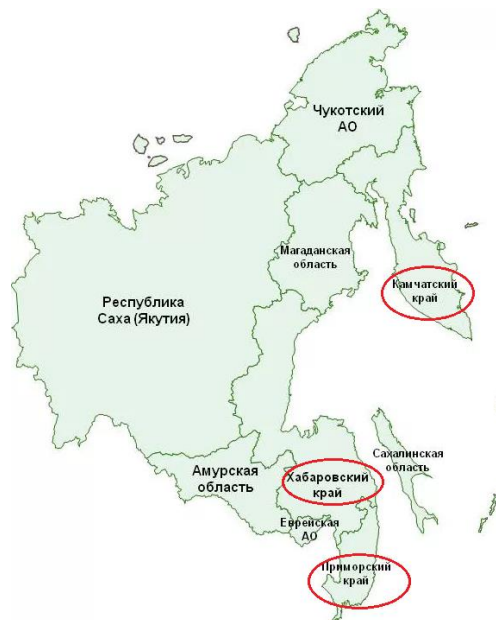 Чукотский
АО
Магаданская
область
Камчатский
край
Республика
Саха (Якутия)
Сахалинская
область
Амурская
область
Хабаровский
край
Еврейская
АО
Приморский
край